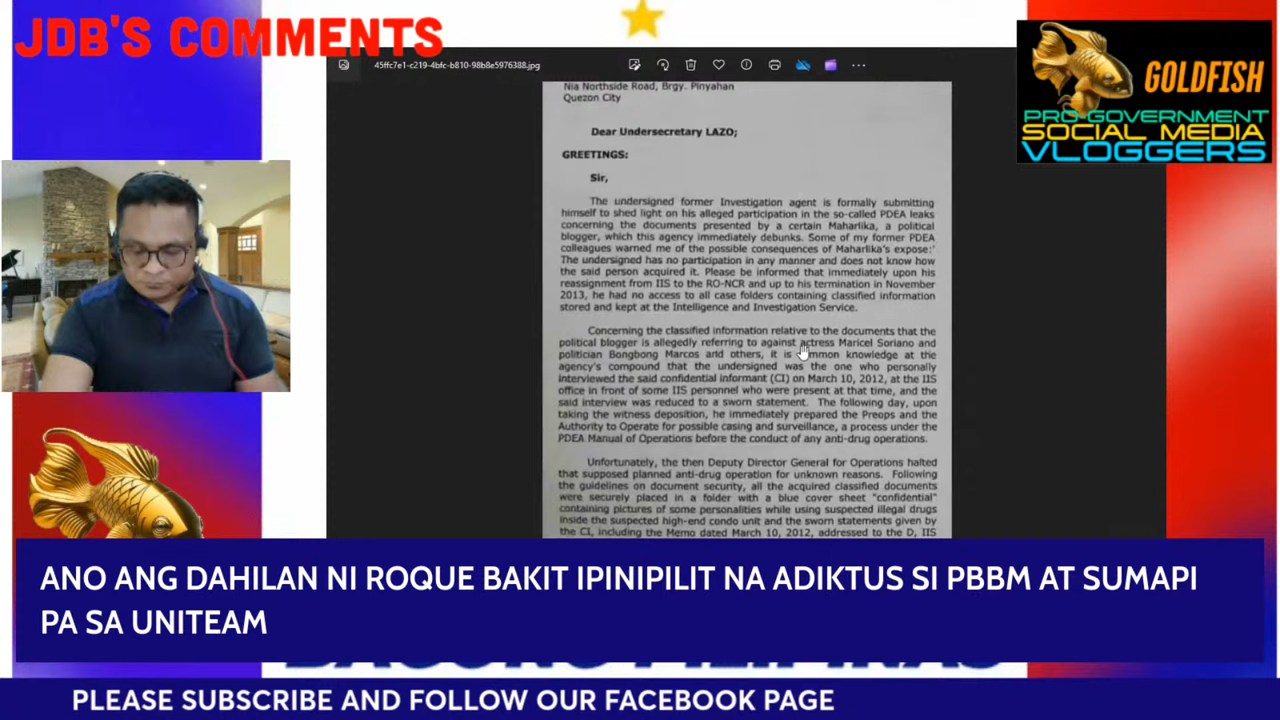 JDB'S COMMENTS
45ffc7e1-c219-4bfc-b810-98b8e5976388.jpg
GOLDFISH
PRO-GOVERNMENT
SOCIAL MEDIA
VLOGGERS
Nia Northside Road, Brgy. Pinyahan
Quezon City
Dear Undersecretary LAZO;
GREETINGS:
Sir,
The undersigned former Investigation agent is formally submitting
himself to shed light on his alleged participation in the so-called PDEA leaks
concerning the documents presented by a certain Maharlika, a political
blogger, which this agency immediately debunks. Some of my former PDEA
colleagues warned me of the possible consequences of Maharlika's expose:'
The undersigned has no participation in any manner and does not know how
the said person acquired it. Please be informed that immediately upon his
reassignment from IIS to the RO-NCR and up to his termination in November
2013, he had no access to all case folders containing classified information
stored and kept at the Intelligence and Investigation Service.
Concerning the classified information relative to the documents that the
political blogger is allegedly referring to against actress Maricel Soriano and
politician Bongbong Marcos and others, it is common knowledge at the
agency's compound that the undersigned was the one who personally
interviewed the said confidential informant (CI) on March 10, 2012, at the IIS
office in front of some IIS personnel who were present at that time, and the
said interview was reduced to a sworn statement. The following day, upon
taking the witness deposition, he immediately prepared the Preops and the
Authority to Operate for possible casing and surveillance, a process under the
PDEA Manual of Operations before the conduct of any anti-drug operations.
Unfortunately, the then Deputy Director General for Operations halted
that supposed planned anti-drug operation for unknown reasons. Following
the guidelines on document security, all the acquired classified documents
were securely placed in a folder with a blue cover sheet "confidential"
containing pictures of some personalities while using suspected illegal drugs
inside the suspected high-end condo unit and the sworn statements given by
the CI, including the Memo dated March 10, 2012, addressed to the D, IIS
ANO ANG DAHILAN NI ROQUE BAKIT IPINIPILIT NA ADIKTUS SI PBBM AT SUMAPI
PA SA UNITEAM
PLEASE SUBSCRIBE AND FOLLOW OUR FACEBOOK PAGE